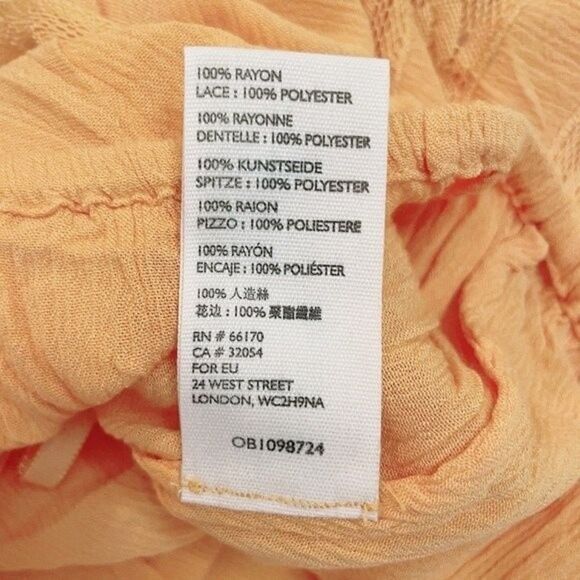 100% RAYON
LACE : 100% POLYESTER
100% RAYONNE
DENTELLE : 100% POLYESTER
100% KUNSTSEIDE
SPITZE : 100% POLYESTER
100% RAION
PIZZO : 100% POLIESTERE
100% RAYÓN
ENCAJE : 100% POLIÉSTER
100% 人造絲
花边 : 100% 聚酯纖維
RN # 66170
CA # 32054
FOR EU
24 WEST STREET
LONDON, WC2H9NA
OB1098724